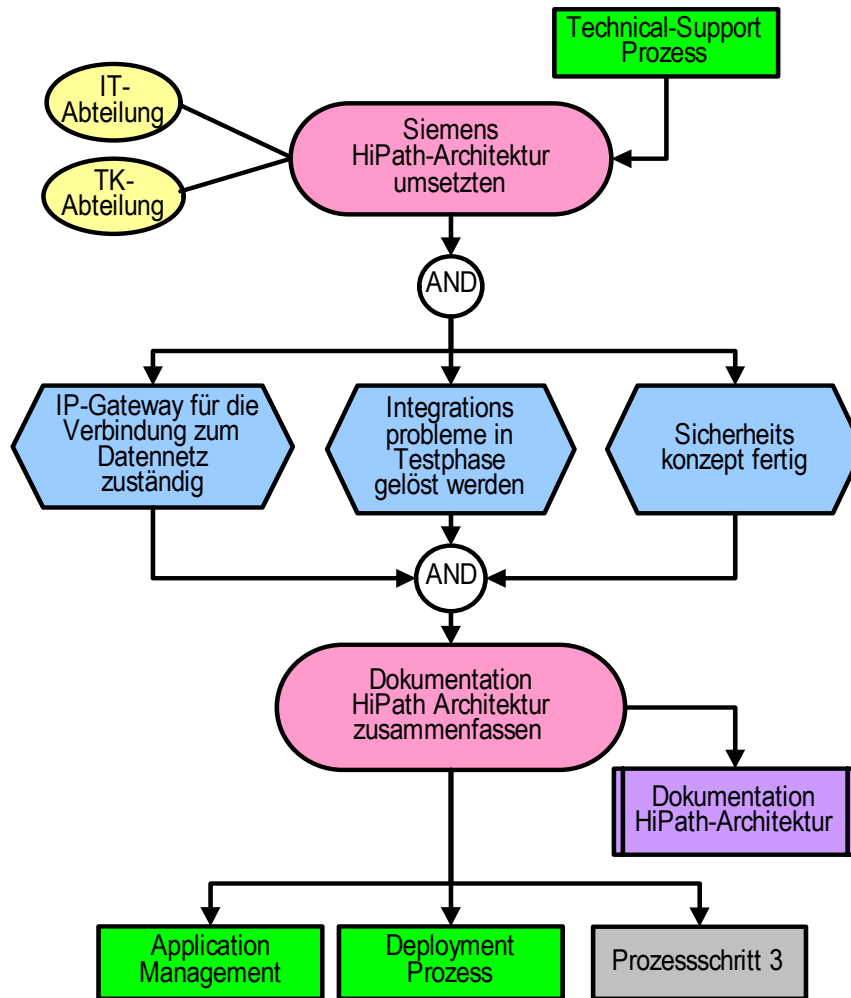 Technical-Support
Prozess
IT-
Abteilung
TK-
Abteilung
Siemens
HiPath-Architektur
umsetzten
AND
IP-Gateway für die
Verbindung zum
Datennetz
zuständig
Integrations
probleme in
Testphase
gelöst werden
Sicherheits
konzept fertig
AND
Dokumentation
HiPath Architektur
zusammenfassen
Dokumentation
HiPath-Architektur
Application
Management
Deployment
Prozess
Prozessschritt 3